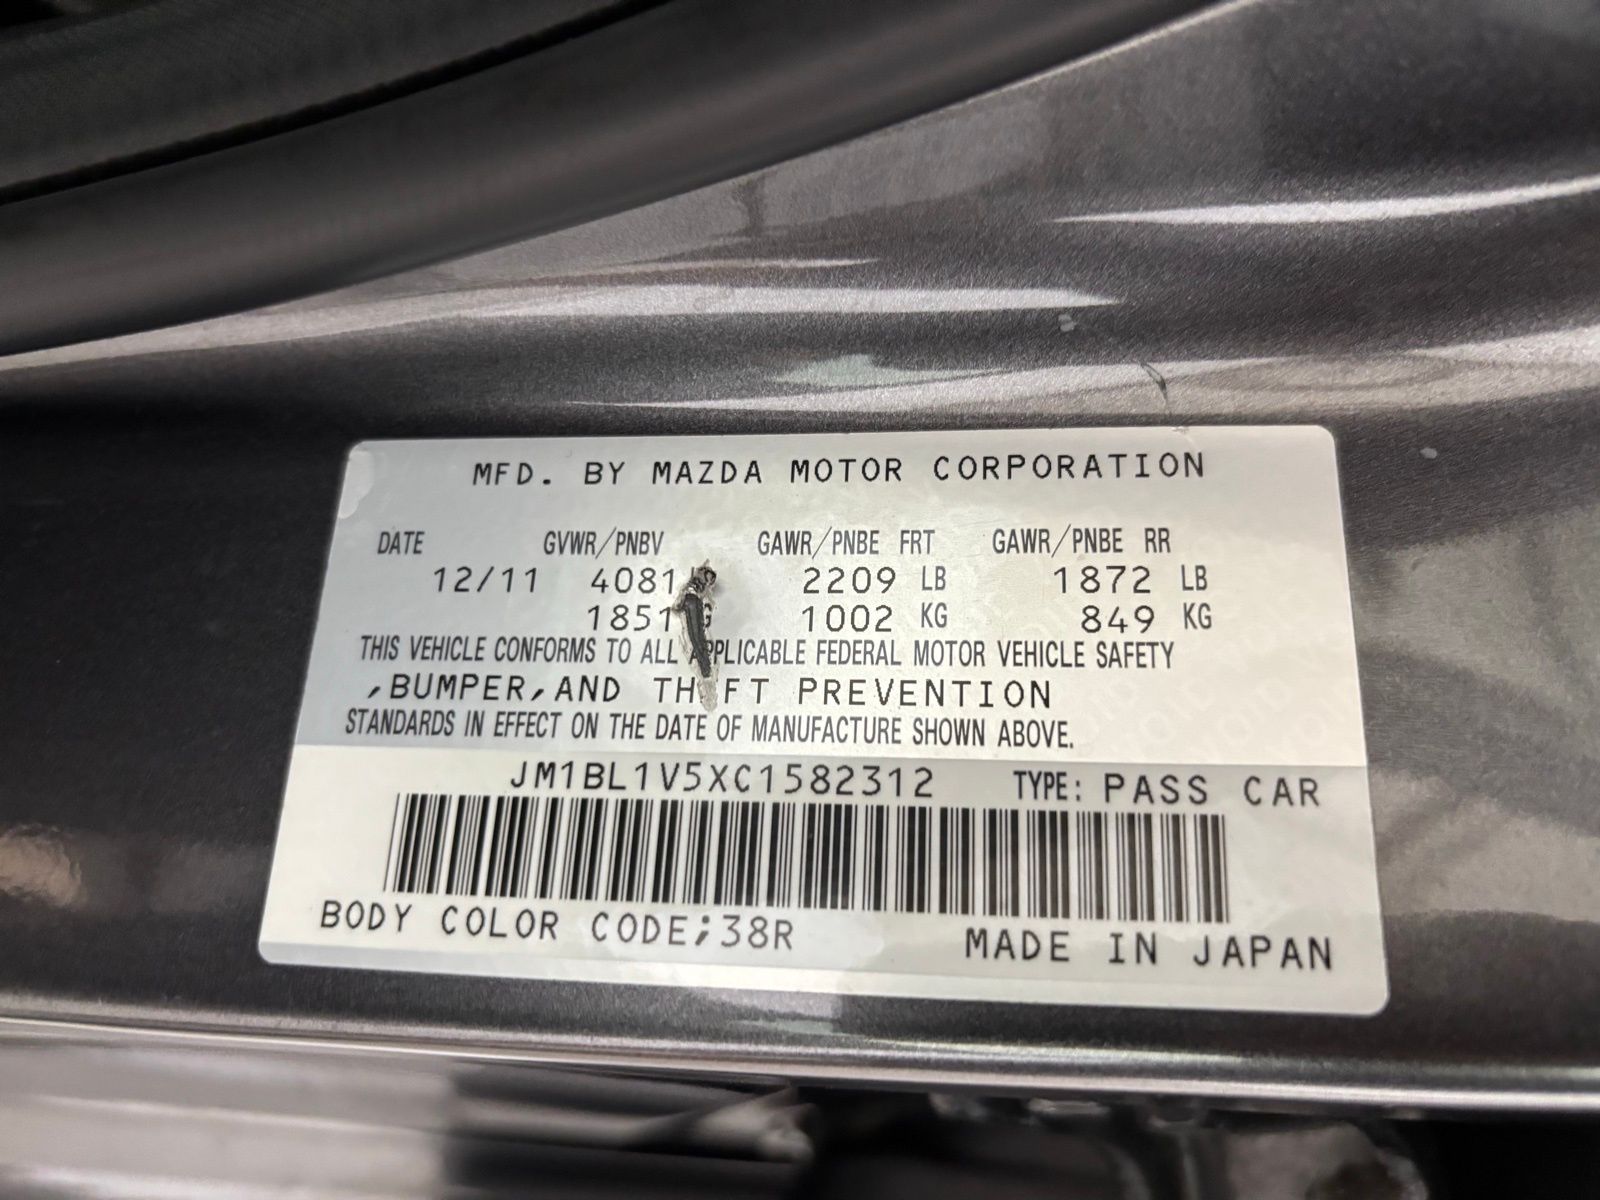 MFD. BY MAZDA MOTOR CORPORATION
DATE GVWR/PNBV GAWR/PNBE FRT GAWR/PNBE RR
12/11 4081 2209 LB 1872 LB
1851 G 1002 KG 849 KG
THIS VEHICLE CONFORMS TO ALL APPLICABLE FEDERAL MOTOR VEHICLE SAFETY
,BUMPER,AND THEFT PREVENTION
STANDARDS IN EFFECT ON THE DATE OF MANUFACTURE SHOWN ABOVE.
JM1BL1V5XC1582312 TYPE: PASS CAR
BODY COLOR CODE;38R
MADE IN JAPAN